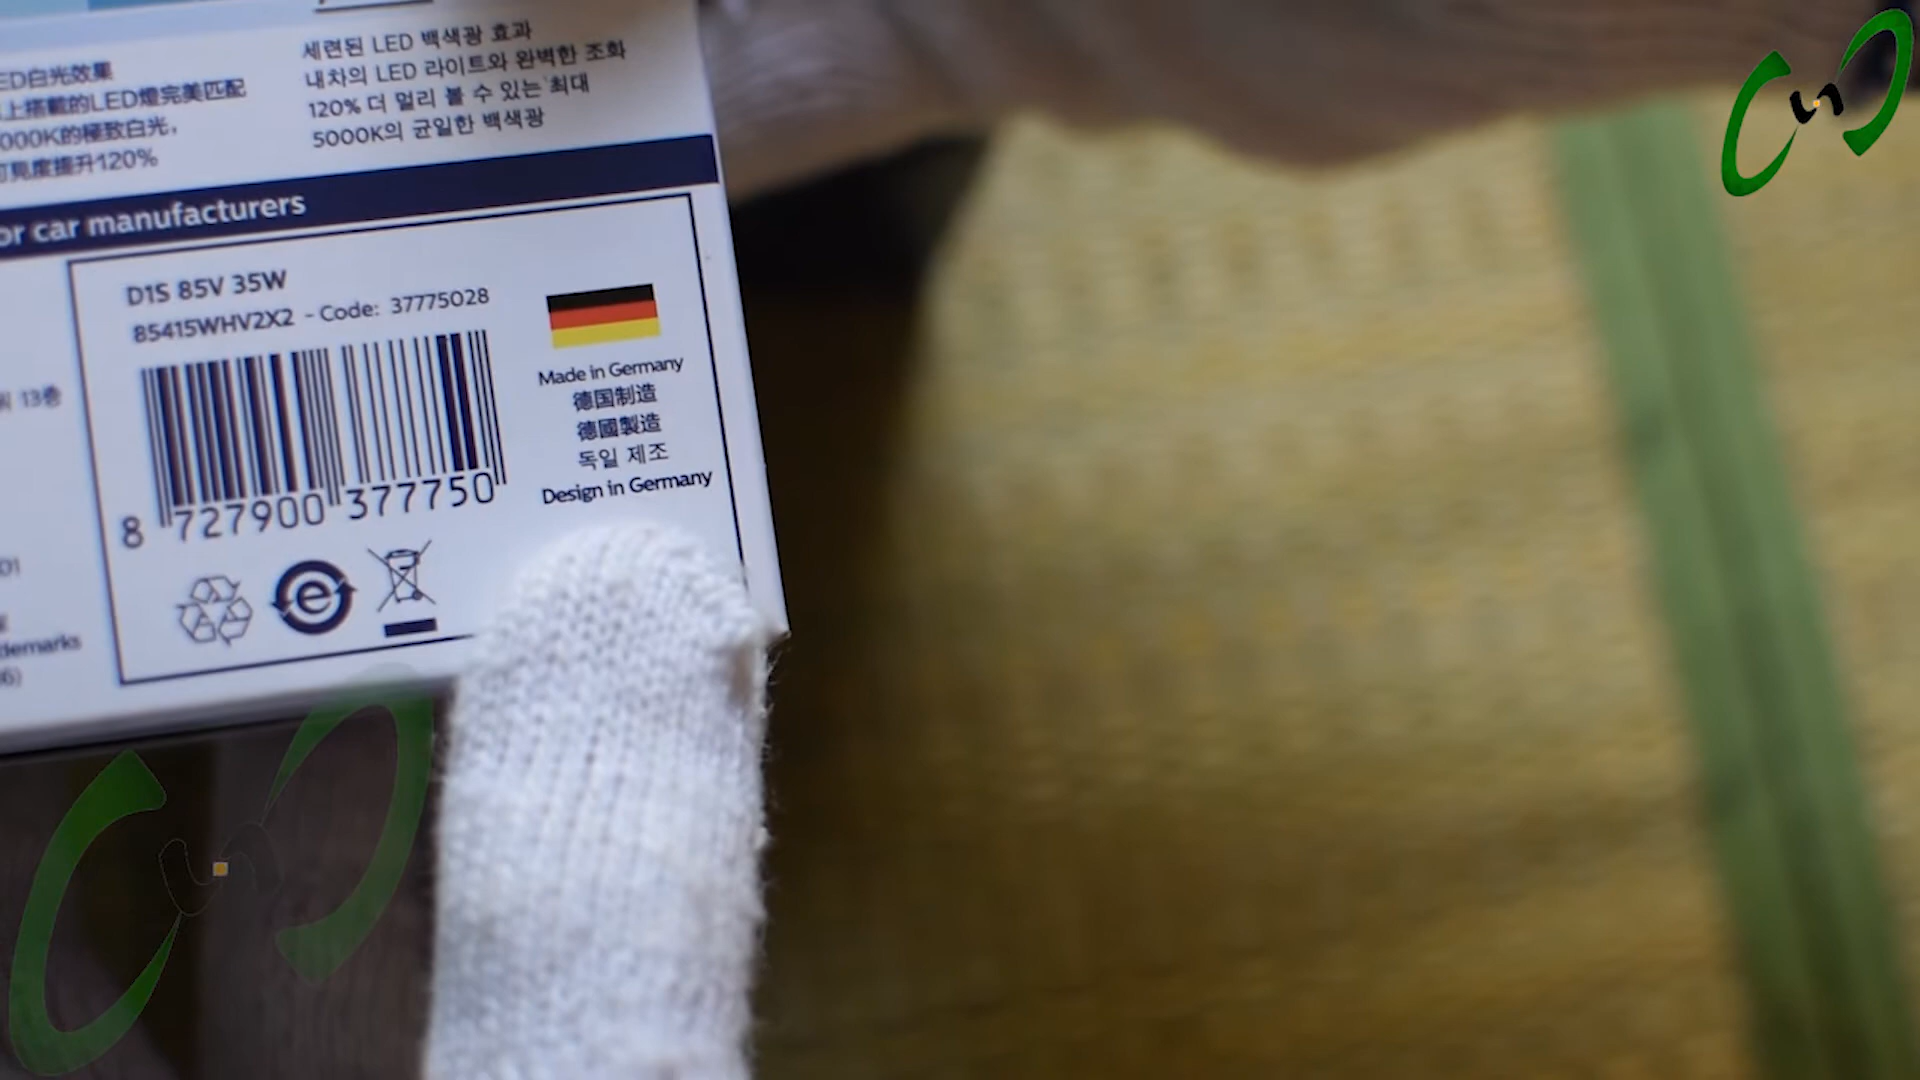 ED白光效果
上搭載的LED燈完美匹配
000K的極致白光，
可見度提升120%
세련된 LED 백색광 효과
내차의 LED 라이트와 완벽한 조화
120% 더 멀리 볼 수 있는 최대
5000K의 균일한 백색광
or car manufacturers
D1S 85V 35W
85415WHV2X2 - Code: 37775028
8 727900 377750
Made in Germany
德国制造
德國製造
독일 제조
Design in Germany
13층
D1
demarks
6)